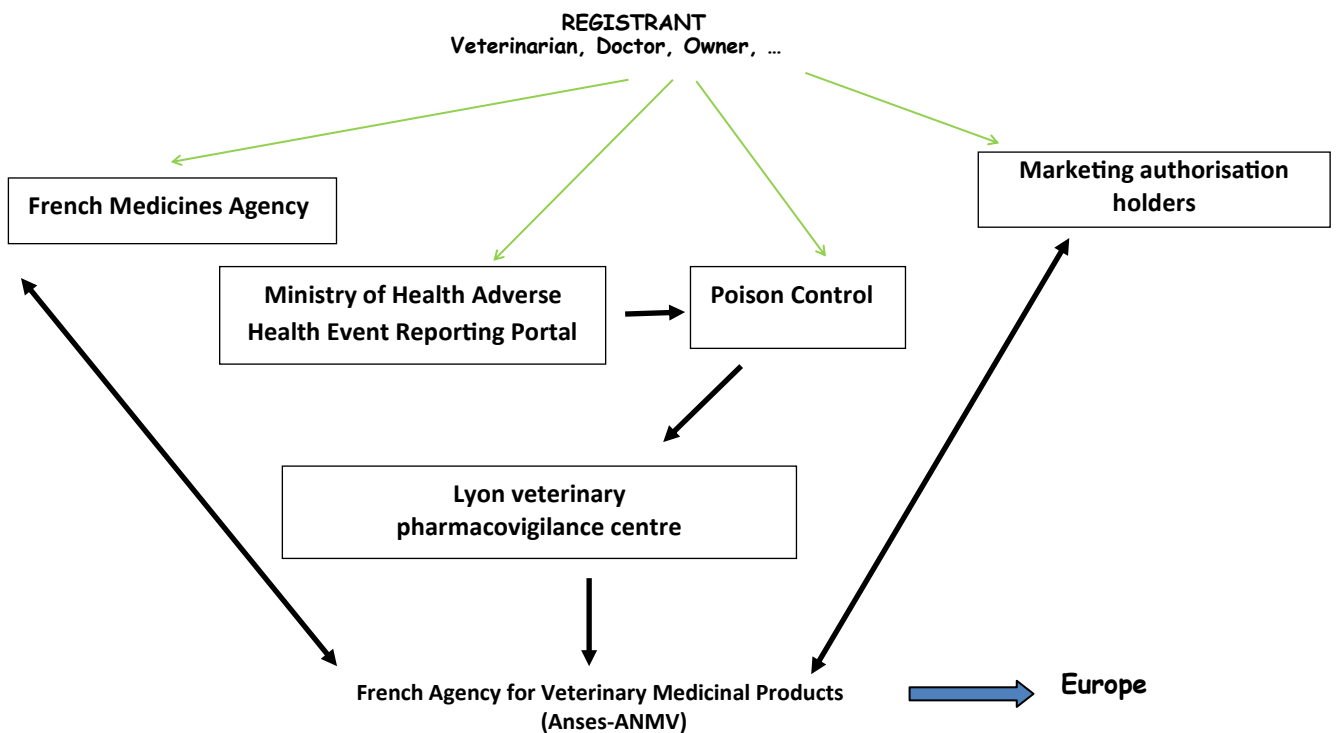 REGISTRANT
Veterinarian, Doctor, Owner, …
French Medicines Agency
Marketing authorisation
holders
Ministry of Health Adverse
Health Event Reporting Portal
Poison Control
Lyon veterinary
pharmacovigilance centre
French Agency for Veterinary Medicinal Products
(Anses-ANMV)
Europe